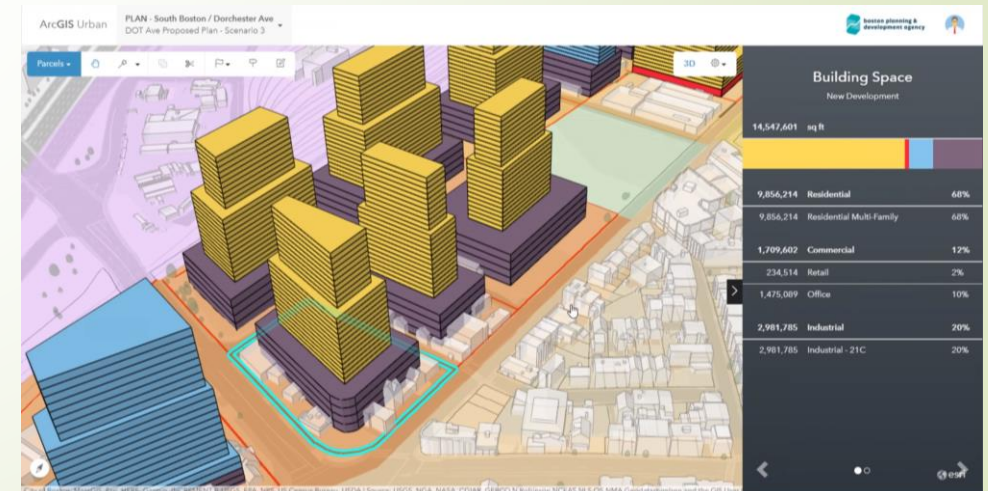 ArcGIS Urban
PLAN - South Boston / Dorchester Ave
DOT Ave Proposed Plan - Scenario 3
boston planning &
development agency
Parcels
3D
Building Space
New Development
14,547,601 sq ft
9,856,214 Residential 68%
9,856,214 Residential Multi-Family 68%
1,709,602 Commercial 12%
234,514 Retail 2%
1,475,089 Office 10%
2,981,785 Industrial 20%
2,981,785 Industrial - 21C 20%
esri